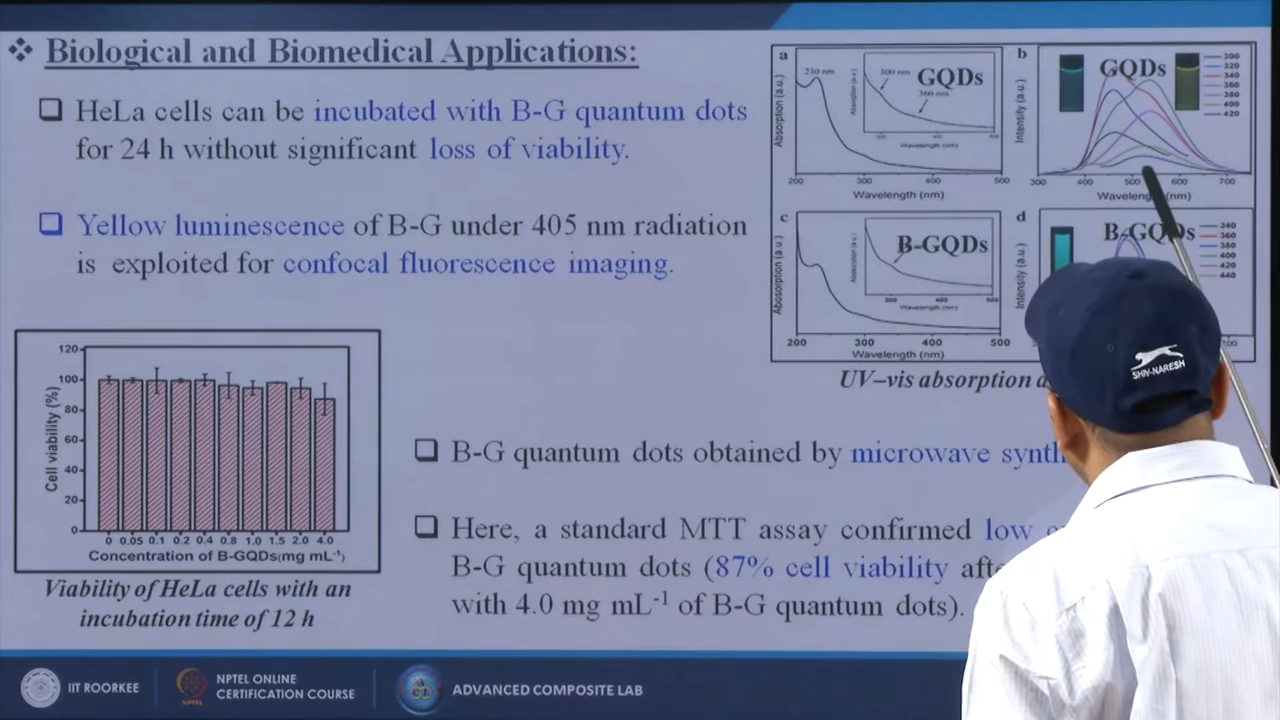 ❖ Biological and Biomedical Applications:
❑ HeLa cells can be incubated with B-G quantum dots
for 24 h without significant loss of viability.
❑ Yellow luminescence of B-G under 405 nm radiation
is exploited for confocal fluorescence imaging.
a
230 nm
300 nm
360 nm
GQDs
Absorption (a.u.)
Wavelength (nm)
200 300 400 500
Wavelength (nm)
b
GQDs
300
320
340
360
380
400
420
Intensity (a.u.)
300 400 500 600 700
Wavelength (nm)
c
B-GQDs
300 400 500
Wavelength (nm)
200 300 400 500
Wavelength (nm)
d
B-GQDs
340
360
380
400
420
440
Intensity (a.u.)
UV–vis absorption
120
100
80
60
40
20
0
Cell viability (%)
0 0.05 0.1 0.2 0.4 0.8 1.0 1.5 2.0 4.0
Concentration of B-GQDs(mg mL-1)
Viability of HeLa cells with an
incubation time of 12 h
❑ B-G quantum dots obtained by microwave
❑ Here, a standard MTT assay confirmed low
B-G quantum dots (87% cell viability
with 4.0 mg mL-1 of B-G quantum dots).
SHIV-NARESH
IIT ROORKEE
NPTEL ONLINE
CERTIFICATION COURSE
NPTEL
ADVANCED COMPOSITE LAB